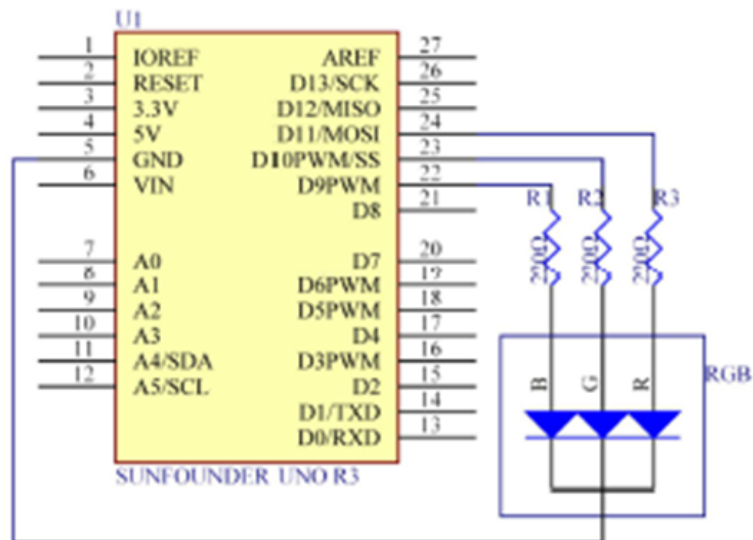 U1
1 IOREF AREF 27
2 RESET D13/SCK 26
3 3.3V D12/MISO 25
4 5V D11/MOSI 24
5 GND D10PWM/SS 23
6 VIN D9PWM 22
D8 21
7 A0 D7 20
8 A1 D6PWM 19
9 A2 D5PWM 18
10 A3 D4 17
11 A4/SDA D3PWM 16
12 A5/SCL D2 15
D1/TXD 14
D0/RXD 13
SUNFOUNDER UNO R3
R1 R2 R3
220Ω 220Ω 220Ω
B G R
RGB